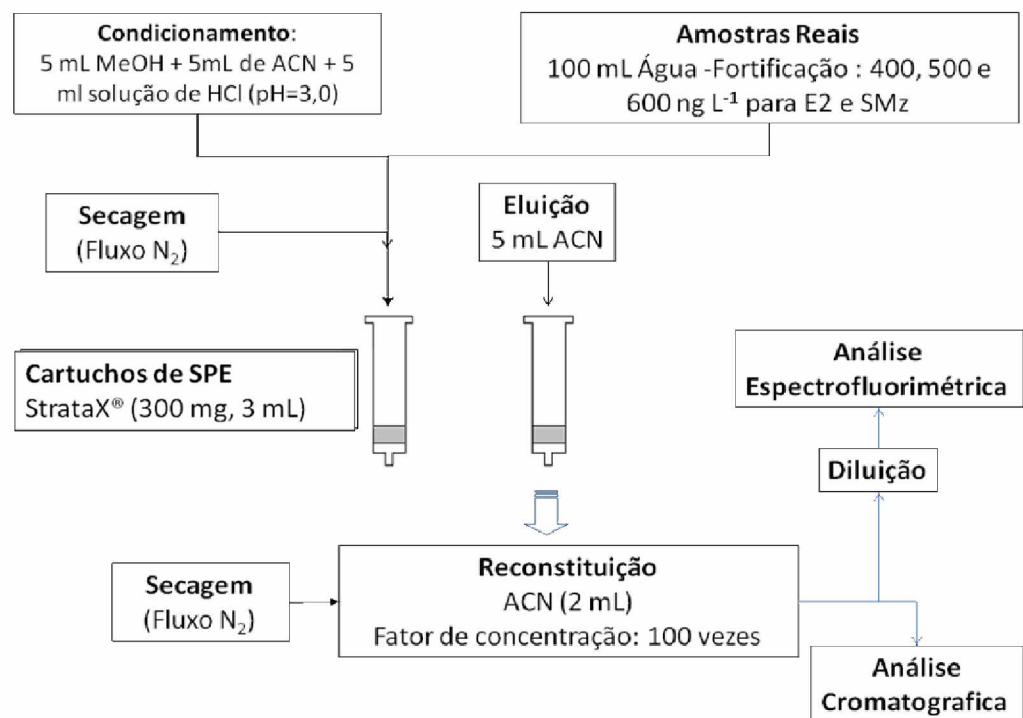 Condicionamento:
5 mL MeOH + 5mL de ACN + 5
ml solução de HCl (pH=3,0)
Amostras Reais
100 mL Água -Fortificação : 400, 500 e
600 ng L⁻¹ para E2 e SMz
Secagem
(Fluxo N₂)
Eluição
5 mL ACN
Cartuchos de SPE
StrataX® (300 mg, 3 mL)
Análise
Espectrofluorimétrica
Diluição
Secagem
(Fluxo N₂)
Reconstituição
ACN (2 mL)
Fator de concentração: 100 vezes
Análise
Cromatografica